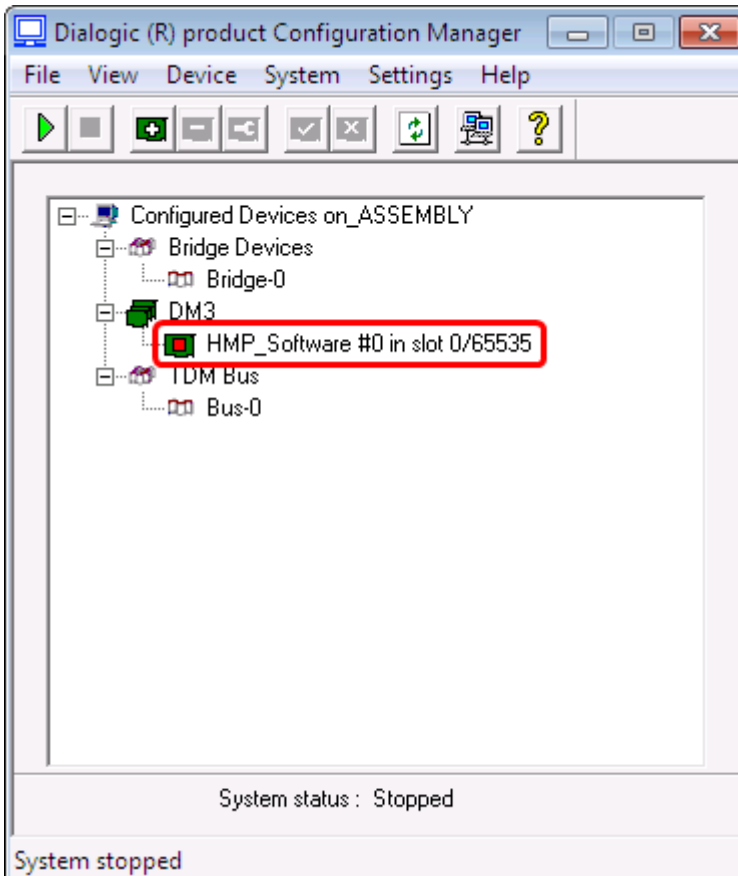 Dialogic (R) product Configuration Manager
File View Device System Settings Help
Configured Devices on_ASSEMBLY
Bridge Devices
Bridge-0
DM3
HMP_Software #0 in slot 0/65535
TDM Bus
Bus-0
System status : Stopped
System stopped